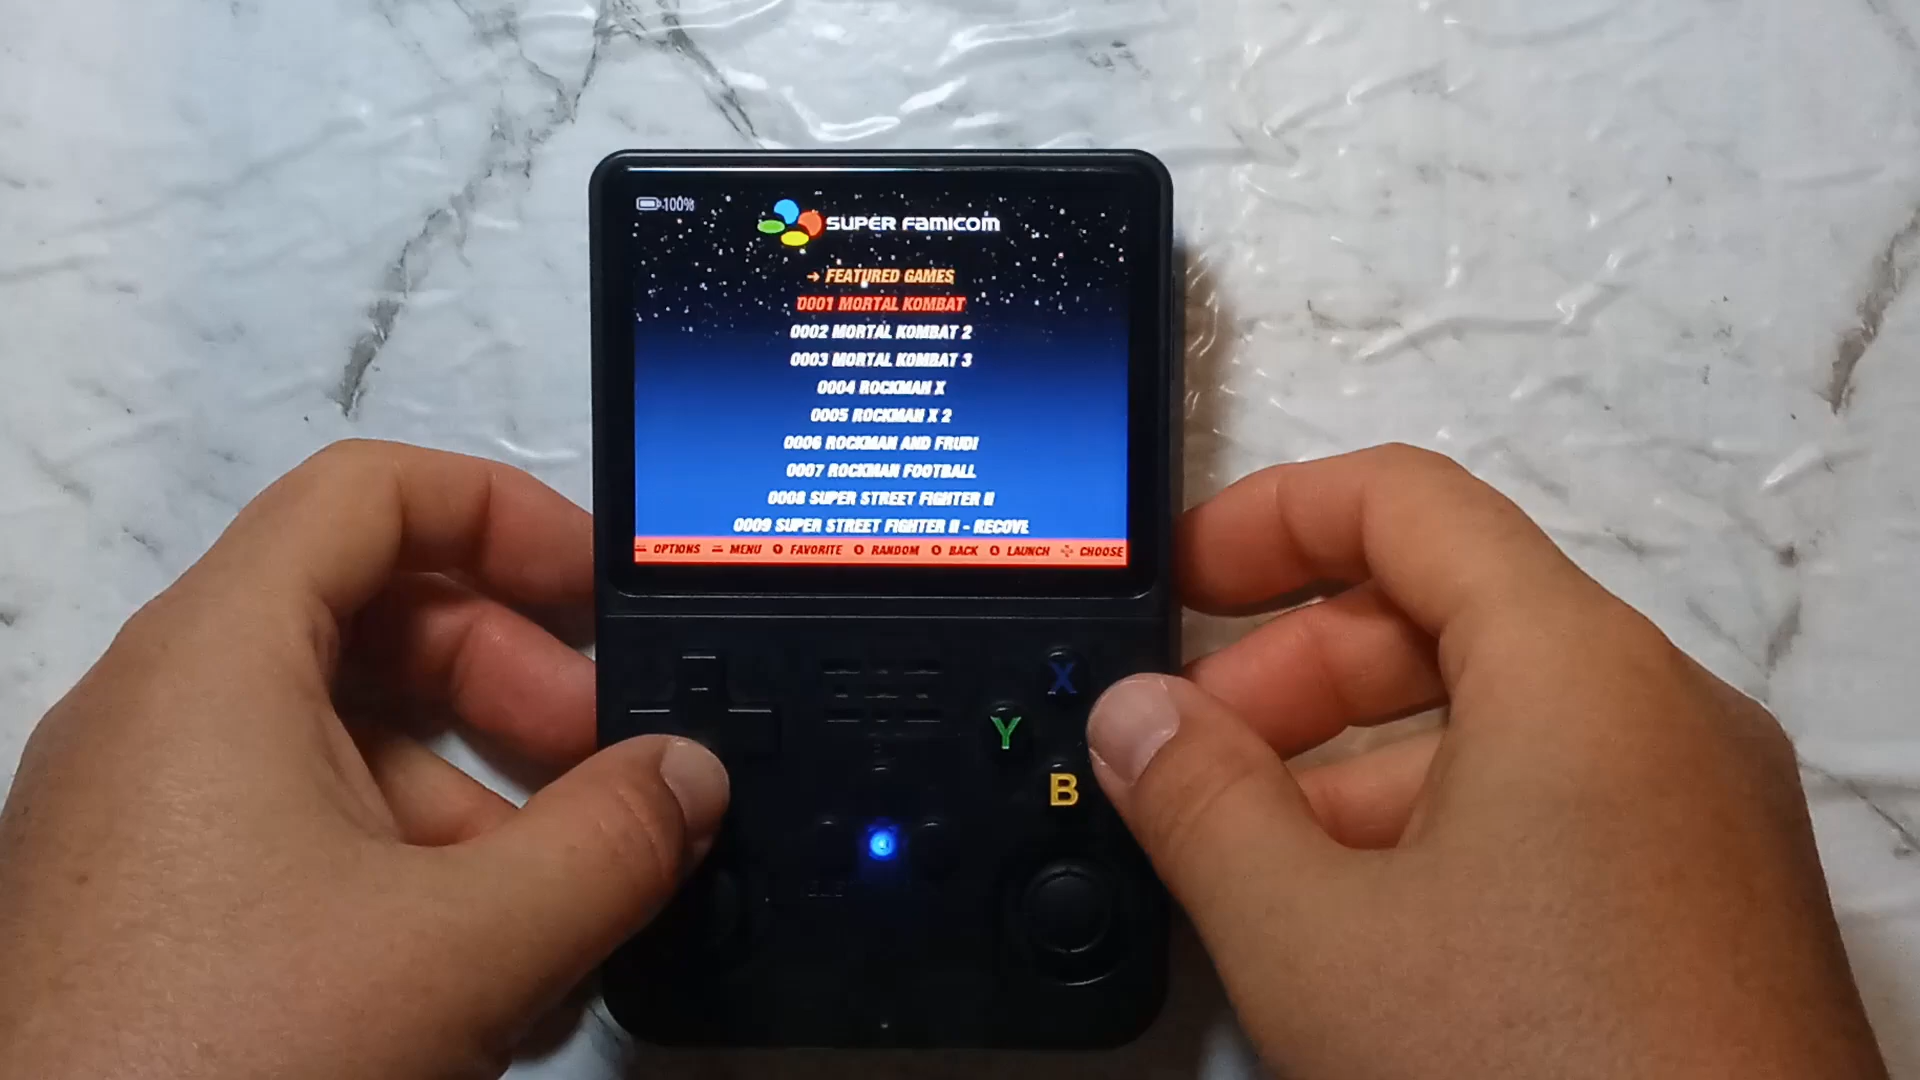 100%
SUPER FAMICOM
→ FEATURED GAMES
0001 MORTAL KOMBAT
0002 MORTAL KOMBAT 2
0003 MORTAL KOMBAT 3
0004 ROCKMAN X
0005 ROCKMAN X 2
0006 ROCKMAN AND FRUDI
0007 ROCKMAN FOOTBALL
0008 SUPER STREET FIGHTER II
0009 SUPER STREET FIGHTER II - RECOVE
OPTIONS MENU FAVORITE RANDOM BACK LAUNCH CHOOSE
X
Y
B